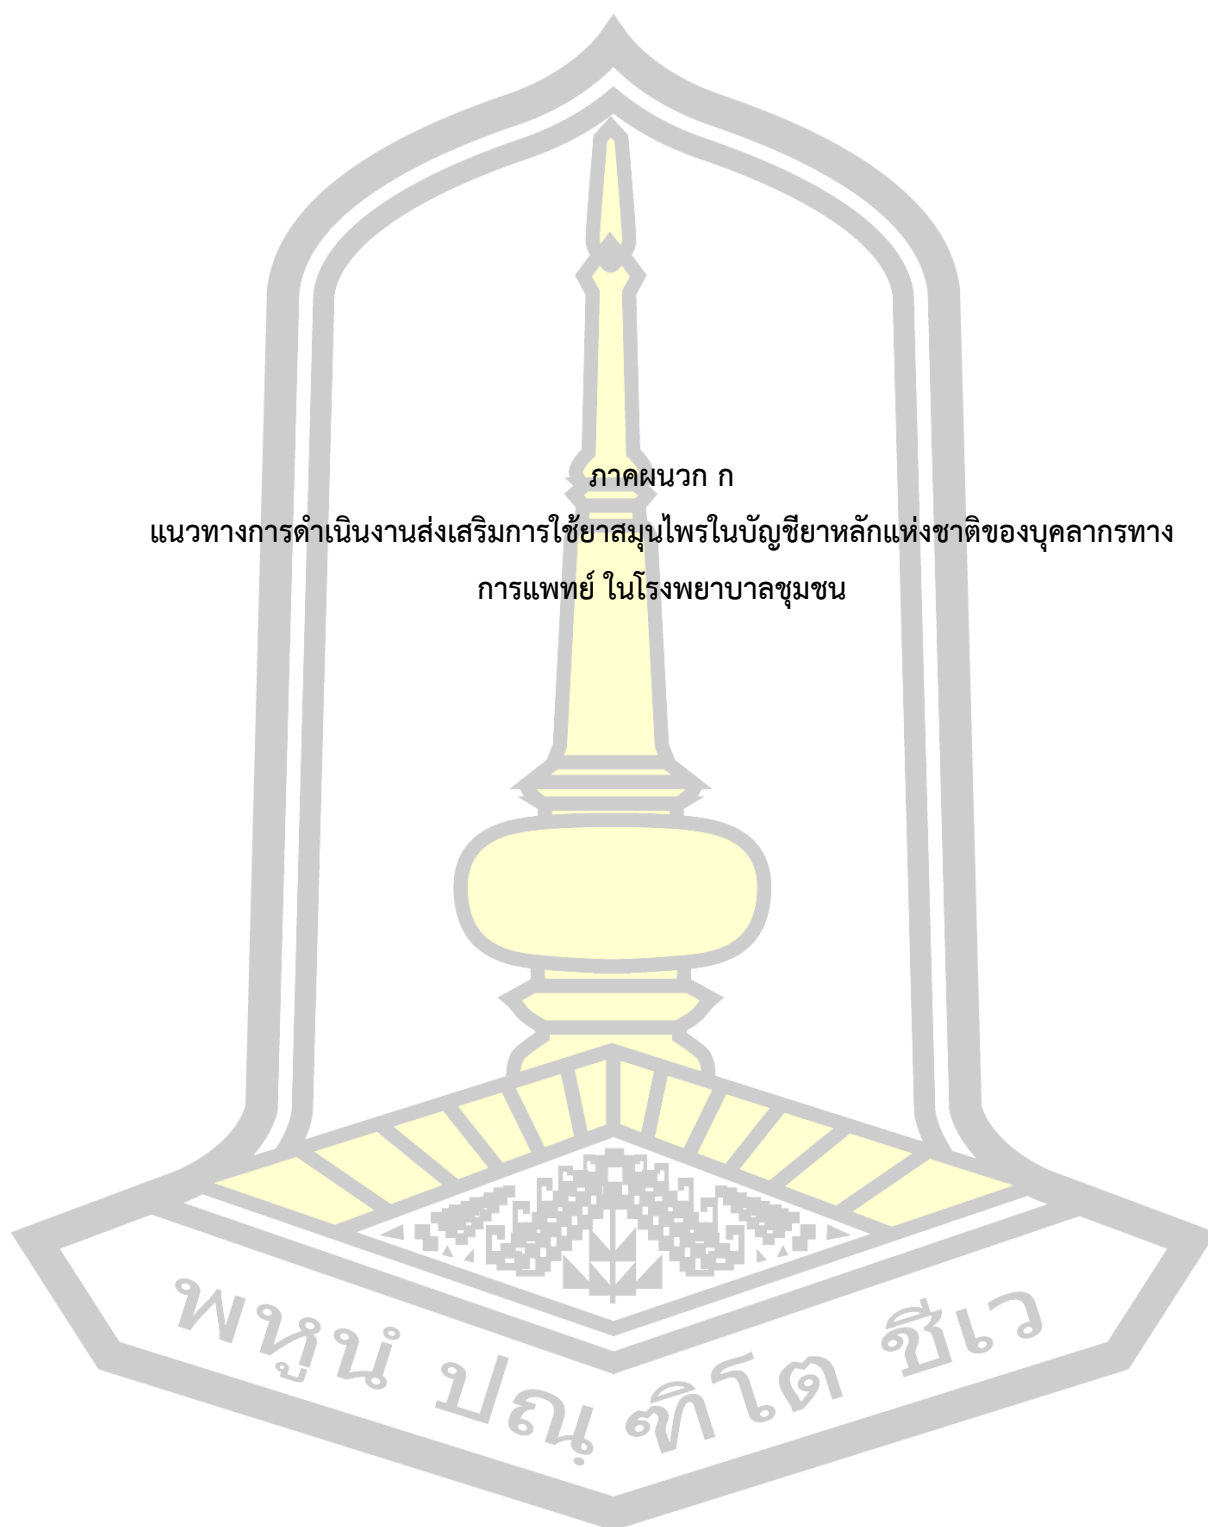 ภาคผนวก ก
แนวทางการดำเนินงานส่งเสริมการใช้ยาสมุนไพรในบัญชียาหลักแห่งชาติของบุคลากรทาง
การแพทย์ ในโรงพยาบาลชุมชน
พหูนํ ปณฺฑิโต ชีเว